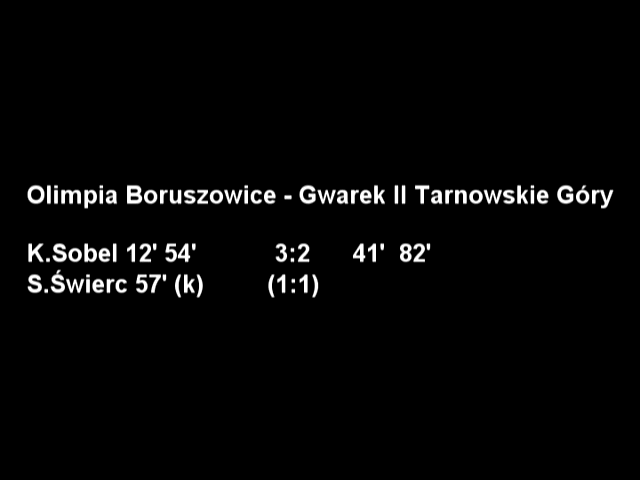 Olimpia Boruszowice - Gwarek II Tarnowskie Góry
K.Sobel 12' 54' 3:2 41' 82'
S.Świerc 57' (k) (1:1)